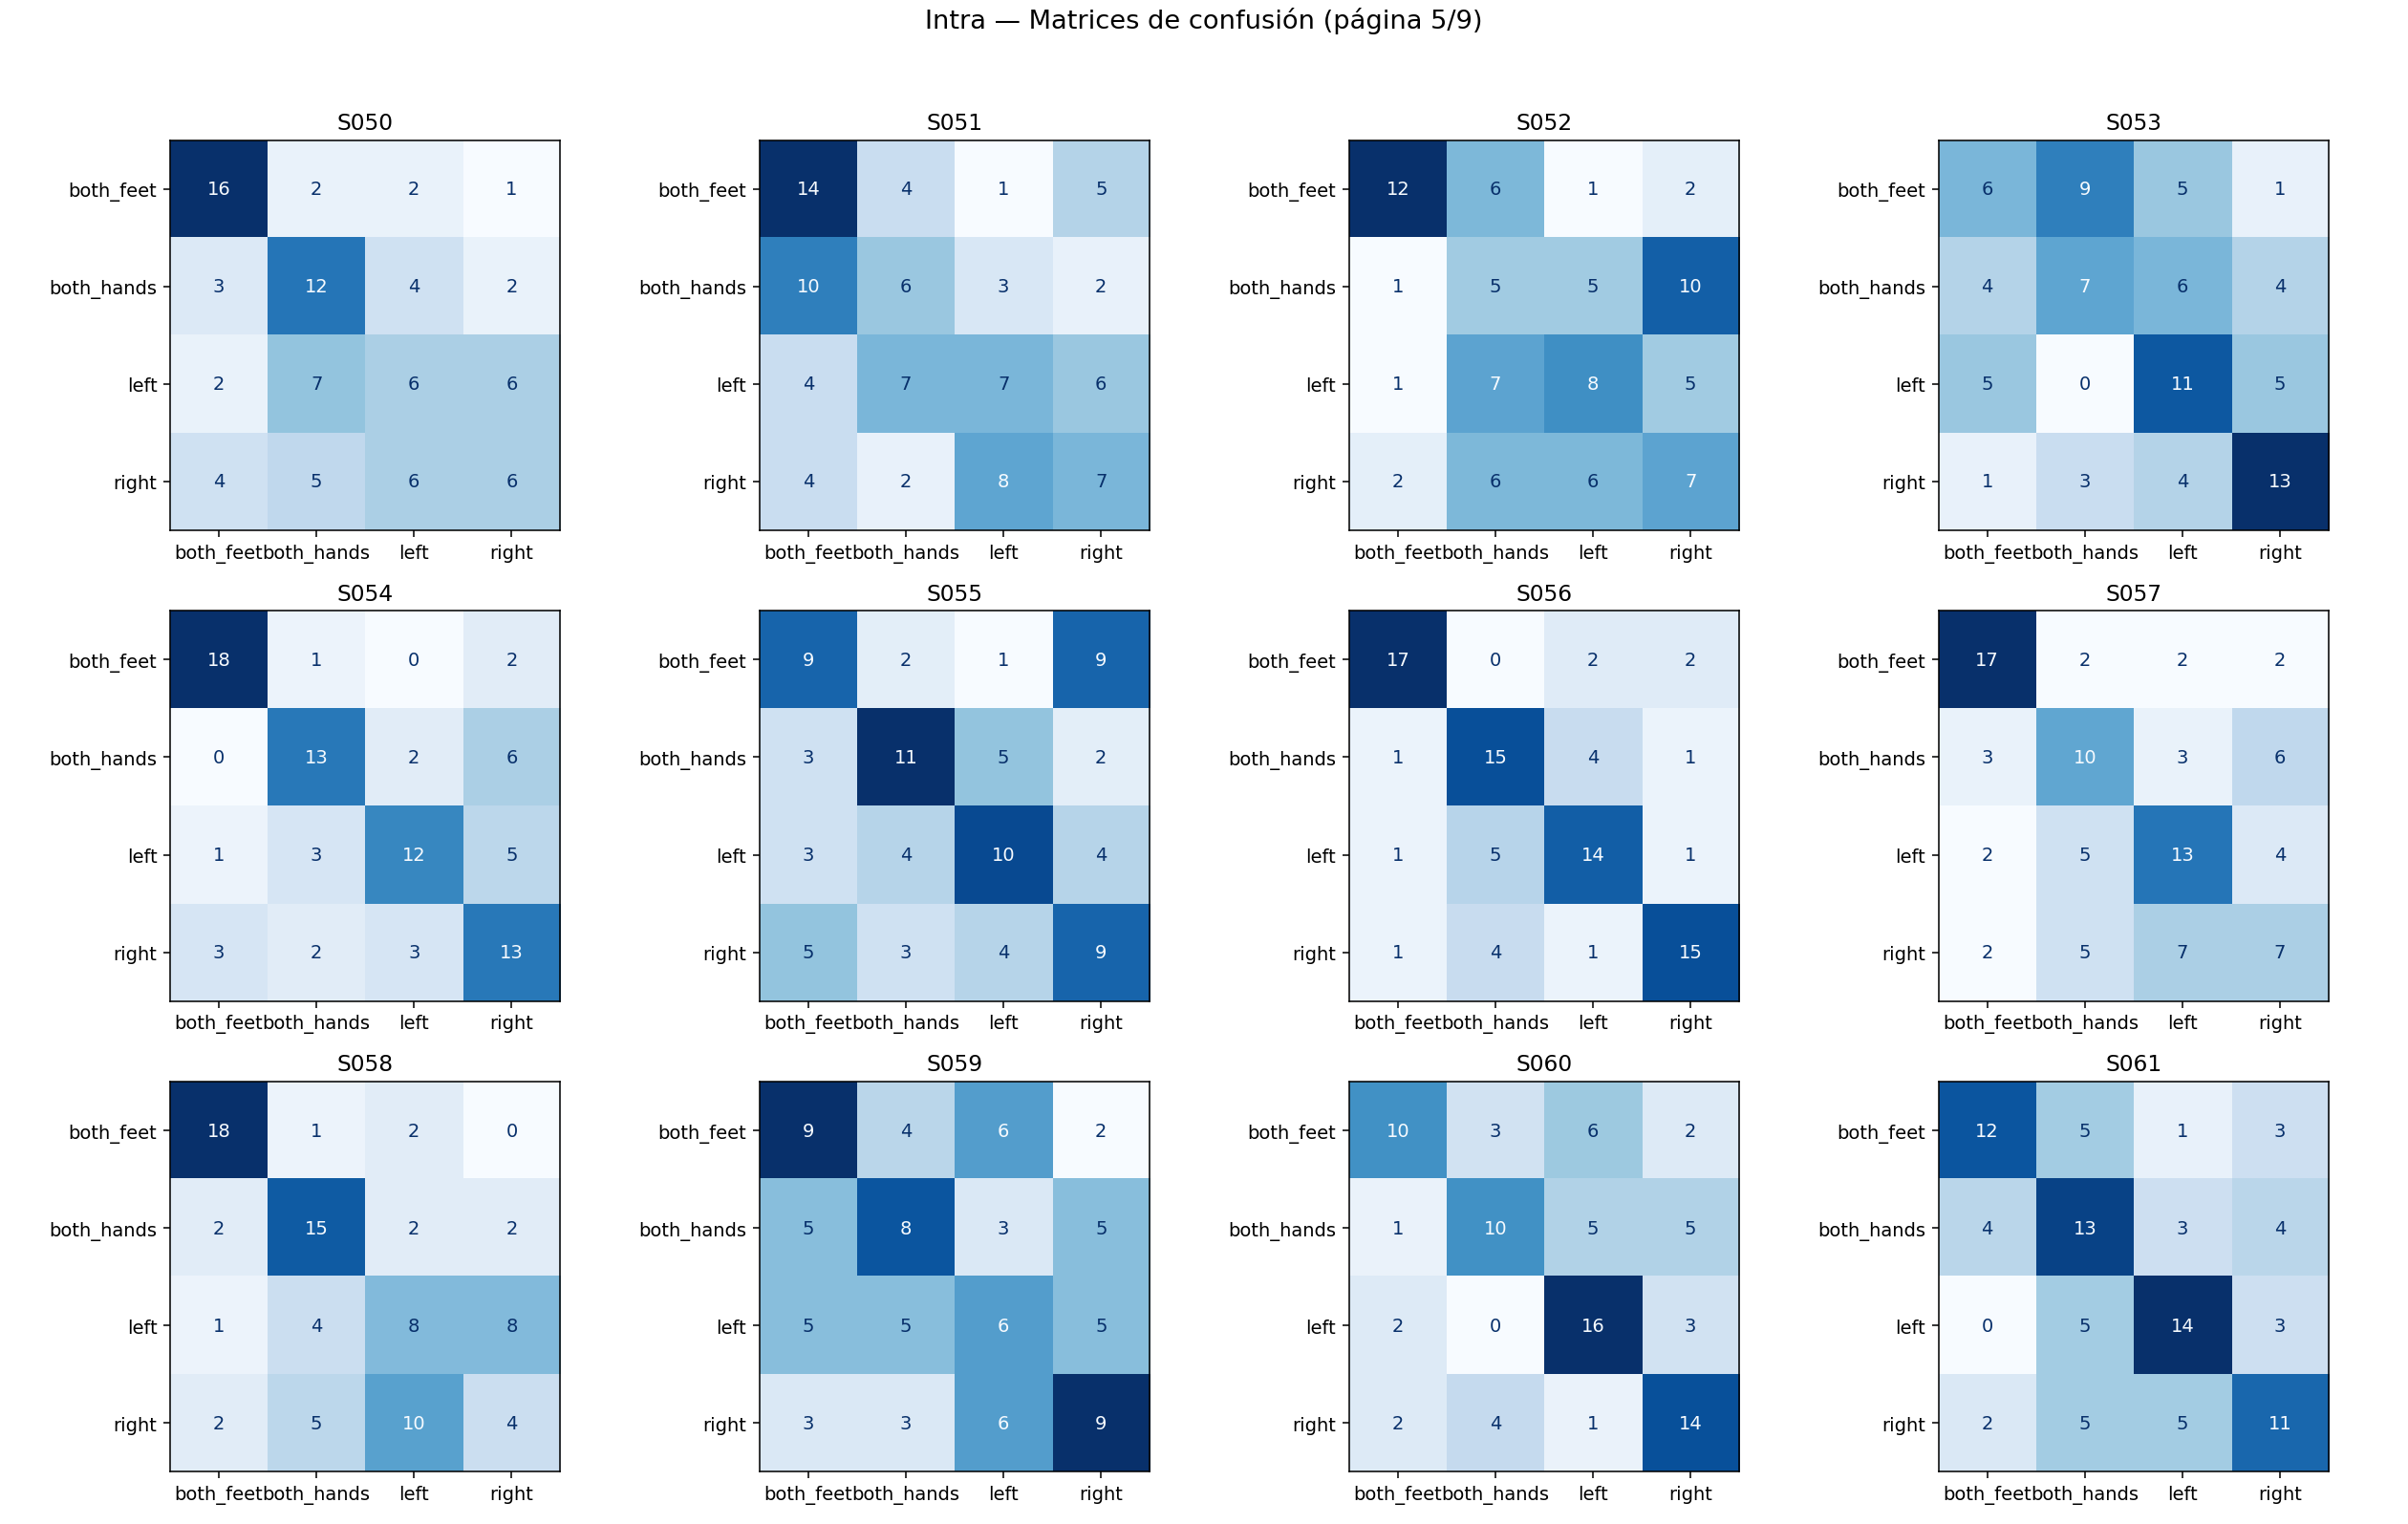 Intra — Matrices de confusión (página 5/9)
S050 S051 S052 S053
both_feet 16 2 2 1 both_feet 14 4 1 5 both_feet 12 6 1 2 both_feet 6 9 5 1
both_hands 3 12 4 2 both_hands 10 6 3 2 both_hands 1 5 5 10 both_hands 4 7 6 4
left 2 7 6 6 left 4 7 7 6 left 1 7 8 5 left 5 0 11 5
right 4 5 6 6 right 4 2 8 7 right 2 6 6 7 right 1 3 4 13
both_feet both_hands left right both_feet both_hands left right both_feet both_hands left right both_feet both_hands left right
S054 S055 S056 S057
both_feet 18 1 0 2 both_feet 9 2 1 9 both_feet 17 0 2 2 both_feet 17 2 2 2
both_hands 0 13 2 6 both_hands 3 11 5 2 both_hands 1 15 4 1 both_hands 3 10 3 6
left 1 3 12 5 left 3 4 10 4 left 1 5 14 1 left 2 5 13 4
right 3 2 3 13 right 5 3 4 9 right 1 4 1 15 right 2 5 7 7
both_feet both_hands left right both_feet both_hands left right both_feet both_hands left right both_feet both_hands left right
S058 S059 S060 S061
both_feet 18 1 2 0 both_feet 9 4 6 2 both_feet 10 3 6 2 both_feet 12 5 1 3
both_hands 2 15 2 2 both_hands 5 8 3 5 both_hands 1 10 5 5 both_hands 4 13 3 4
left 1 4 8 8 left 5 5 6 5 left 2 0 16 3 left 0 5 14 3
right 2 5 10 4 right 3 3 6 9 right 2 4 1 14 right 2 5 5 11
both_feet both_hands left right both_feet both_hands left right both_feet both_hands left right both_feet both_hands left right